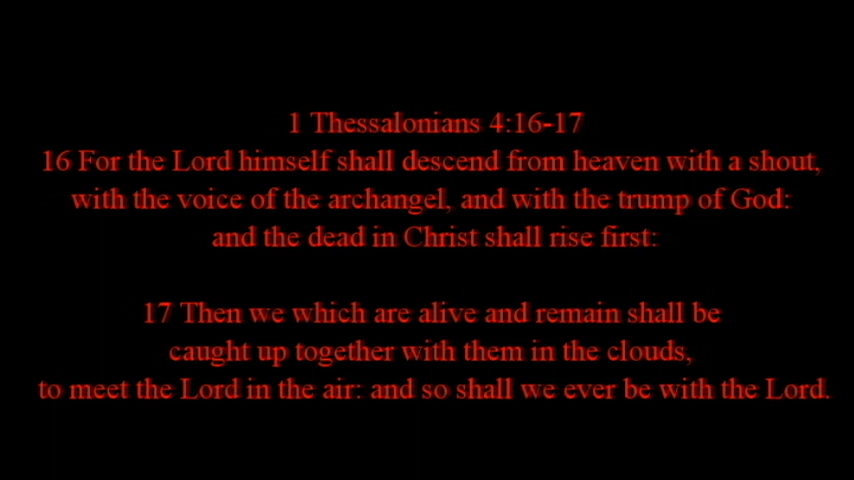 1 Thessalonians 4:16-17
16 For the Lord himself shall descend from heaven with a shout,
with the voice of the archangel, and with the trump of God:
and the dead in Christ shall rise first:
17 Then we which are alive and remain shall be
caught up together with them in the clouds,
to meet the Lord in the air: and so shall we ever be with the Lord.